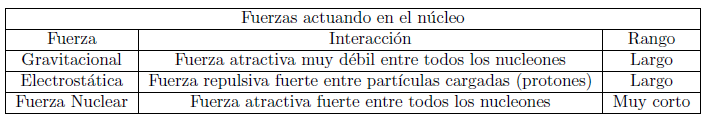 Fuerzas actuando en el núcleo
Fuerza Interacción Rango
Gravitacional Fuerza atractiva muy débil entre todos los nucleones Largo
Electrostática Fuerza repulsiva fuerte entre partículas cargadas (protones) Largo
Fuerza Nuclear Fuerza atractiva fuerte entre todos los nucleones Muy corto